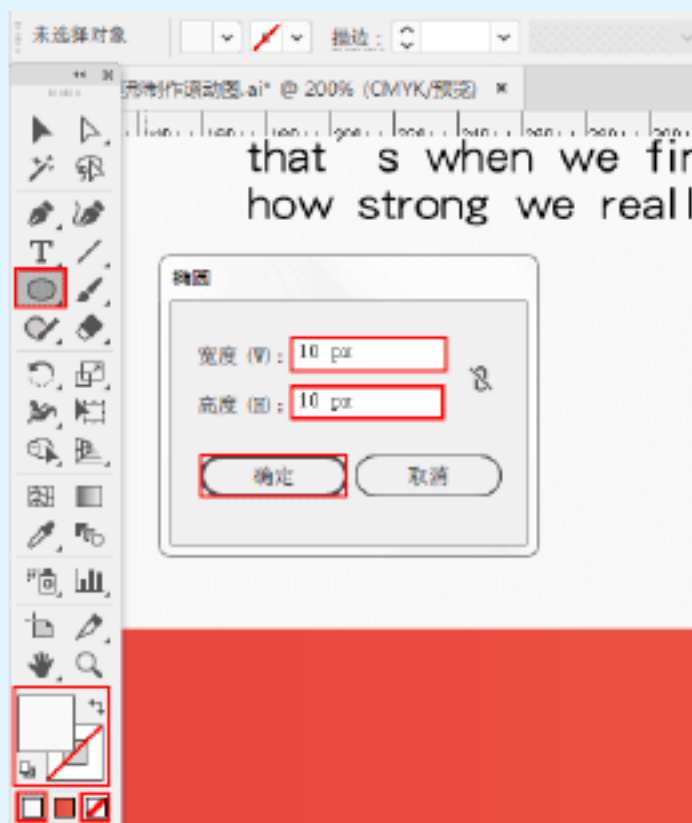 未选择对象 描边：
形制作滚动图.ai* @ 200% (CMYK/预览) ×
that s when we fin
how strong we reall
椭圆
宽度 (W)：10 px
高度 (H)：10 px
确定 取消